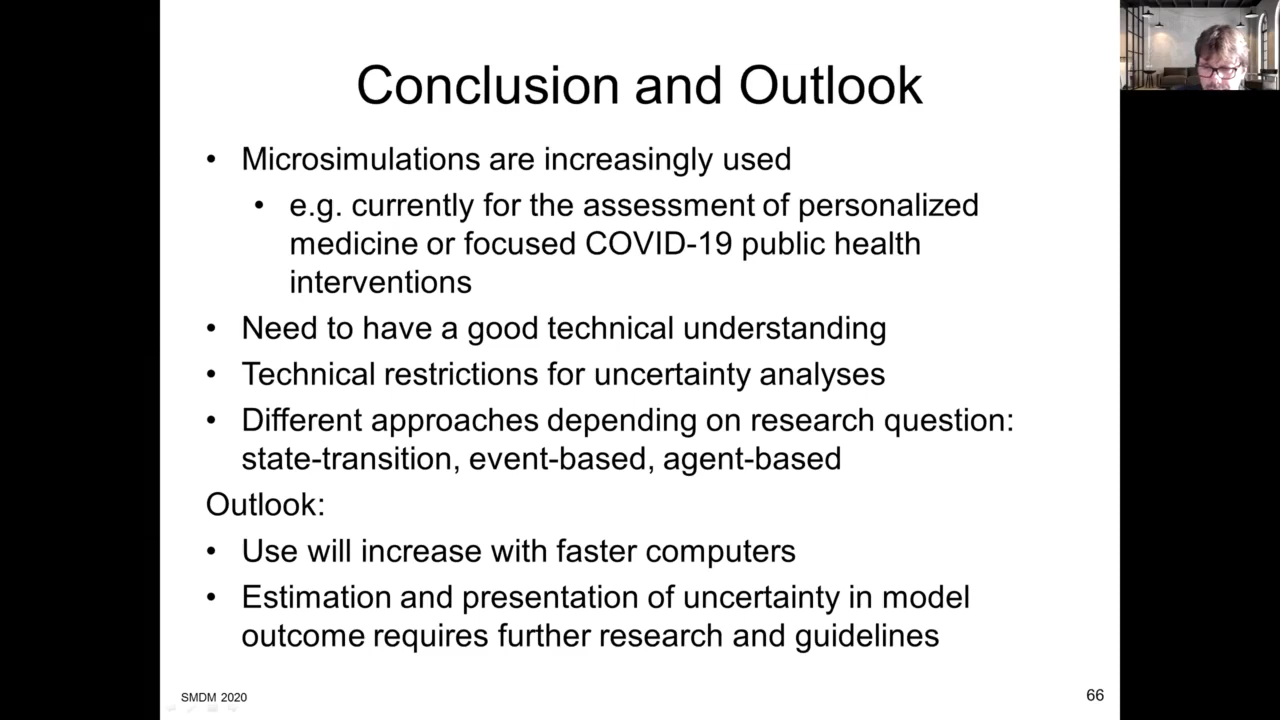 Conclusion and Outlook
• Microsimulations are increasingly used
• e.g. currently for the assessment of personalized
medicine or focused COVID-19 public health
interventions
• Need to have a good technical understanding
• Technical restrictions for uncertainty analyses
• Different approaches depending on research question:
state-transition, event-based, agent-based
Outlook:
• Use will increase with faster computers
• Estimation and presentation of uncertainty in model
outcome requires further research and guidelines
SMDM 2020
66